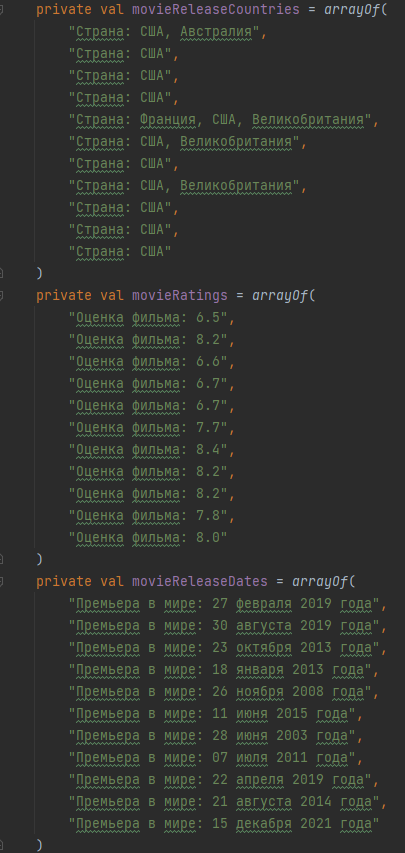 private val movieReleaseCountries = arrayOf(
"Страна: США, Австралия",
"Страна: США",
"Страна: США",
"Страна: США",
"Страна: Франция, США, Великобритания",
"Страна: США, Великобритания",
"Страна: США",
"Страна: США, Великобритания",
"Страна: США",
"Страна: США",
"Страна: США"
)
private val movieRatings = arrayOf(
"Оценка фильма: 6.5",
"Оценка фильма: 8.2",
"Оценка фильма: 6.6",
"Оценка фильма: 6.7",
"Оценка фильма: 6.7",
"Оценка фильма: 7.7",
"Оценка фильма: 8.4",
"Оценка фильма: 8.2",
"Оценка фильма: 8.2",
"Оценка фильма: 7.8",
"Оценка фильма: 8.0"
)
private val movieReleaseDates = arrayOf(
"Премьера в мире: 27 февраля 2019 года",
"Премьера в мире: 30 августа 2019 года",
"Премьера в мире: 23 октября 2013 года",
"Премьера в мире: 18 января 2013 года",
"Премьера в мире: 26 ноября 2008 года",
"Премьера в мире: 11 июня 2015 года",
"Премьера в мире: 28 июня 2003 года",
"Премьера в мире: 07 июля 2011 года",
"Премьера в мире: 22 апреля 2019 года",
"Премьера в мире: 21 августа 2014 года",
"Премьера в мире: 15 декабря 2021 года"
)